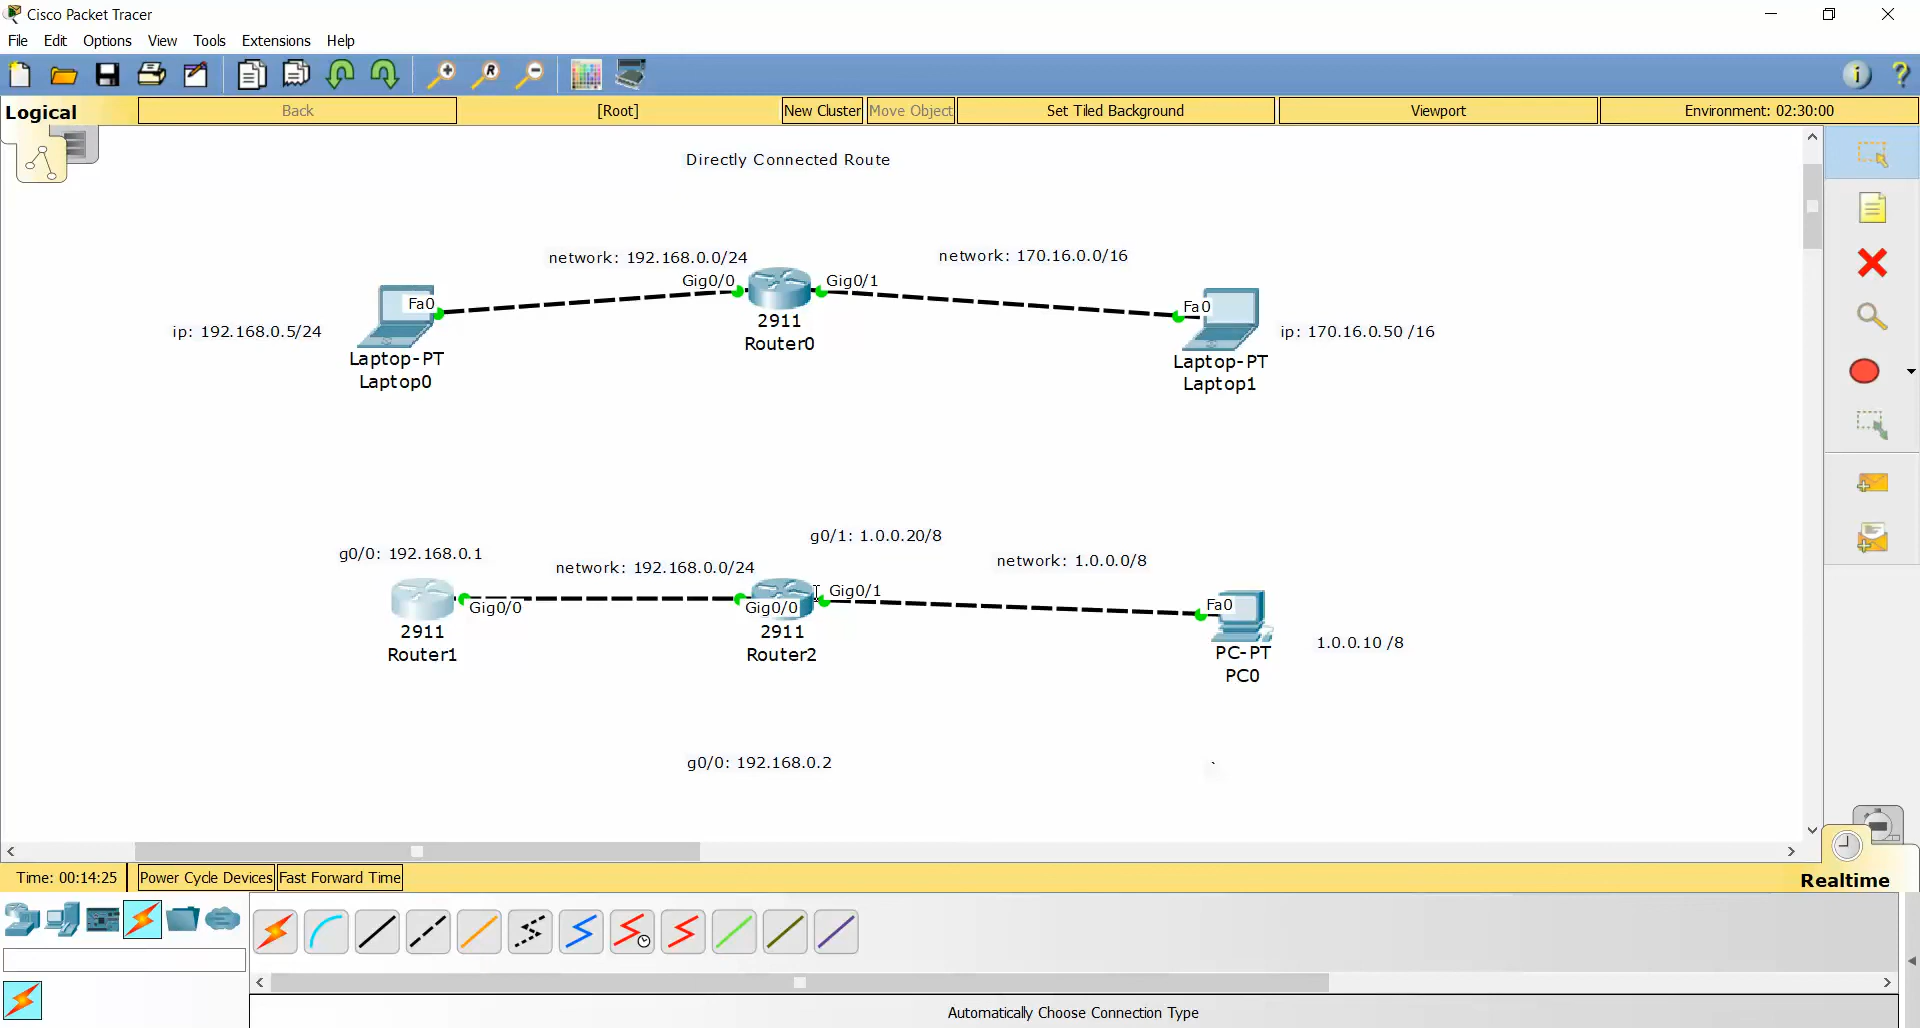 Cisco Packet Tracer
File Edit Options View Tools Extensions Help
Logical Back [Root] New Cluster Move Object Set Tiled Background Viewport Environment: 02:30:00
Directly Connected Route
network: 192.168.0.0/24 network: 170.16.0.0/16
Gig0/0 Gig0/1
Fa0 Fa0
ip: 192.168.0.5/24 2911 ip: 170.16.0.50 /16
Router0
Laptop-PT Laptop-PT
Laptop0 Laptop1
g0/1: 1.0.0.20/8
g0/0: 192.168.0.1 network: 192.168.0.0/24 network: 1.0.0.0/8
Gig0/0 Gig0/0 Gig0/1 Fa0
2911 2911 1.0.0.10 /8
Router1 Router2 PC-PT
PC0
g0/0: 192.168.0.2 `
Time: 00:14:25 Power Cycle Devices Fast Forward Time Realtime
Automatically Choose Connection Type